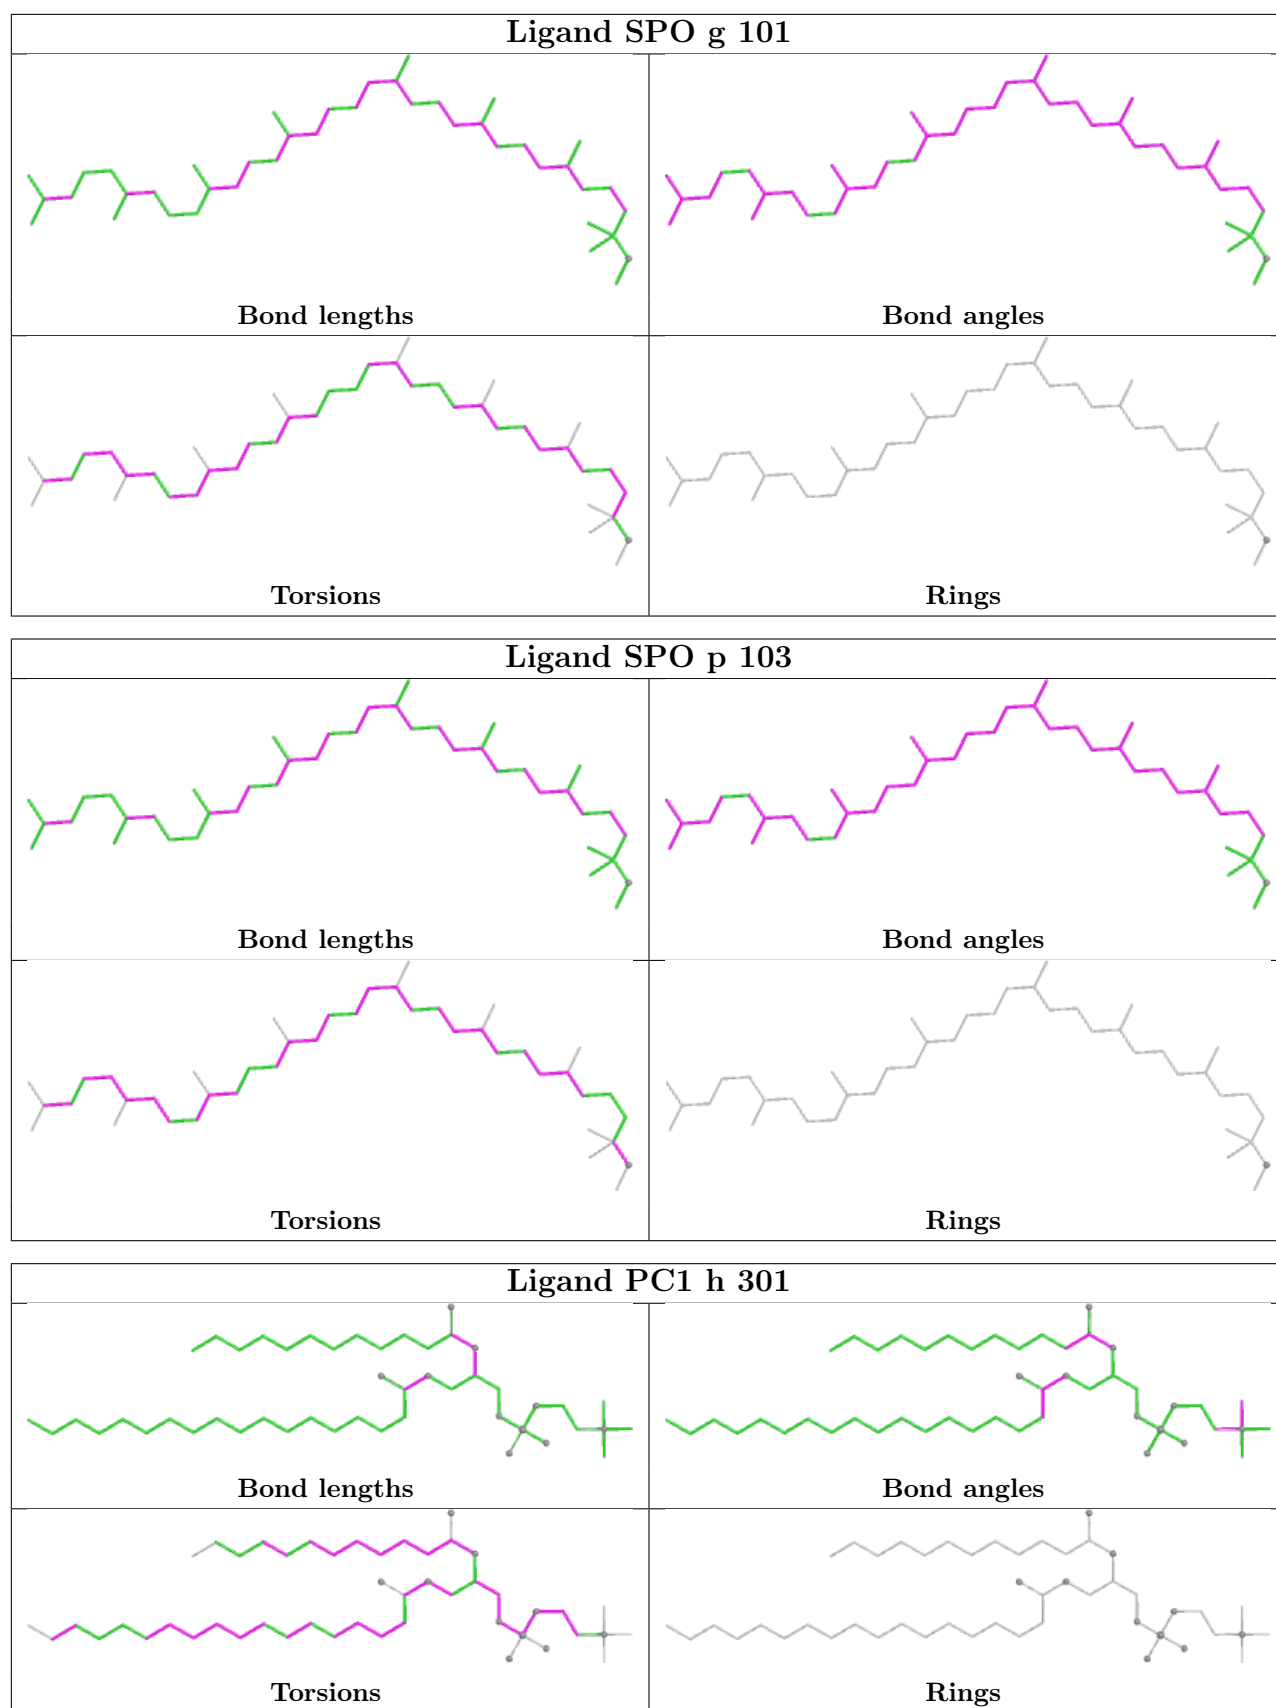 Ligand SPO g 101
Bond lengths
Bond angles
Torsions
Rings
Ligand SPO p 103
Bond lengths
Bond angles
Torsions
Rings
Ligand PC1 h 301
Bond lengths
Bond angles
Torsions
Rings